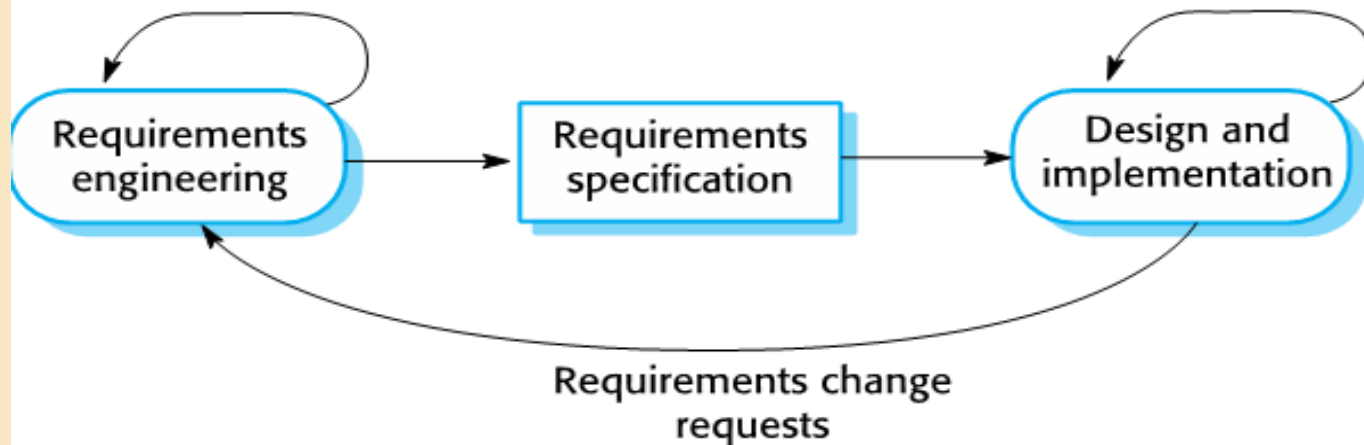 Requirements
engineering
Requirements
specification
Design and
implementation
Requirements change
requests